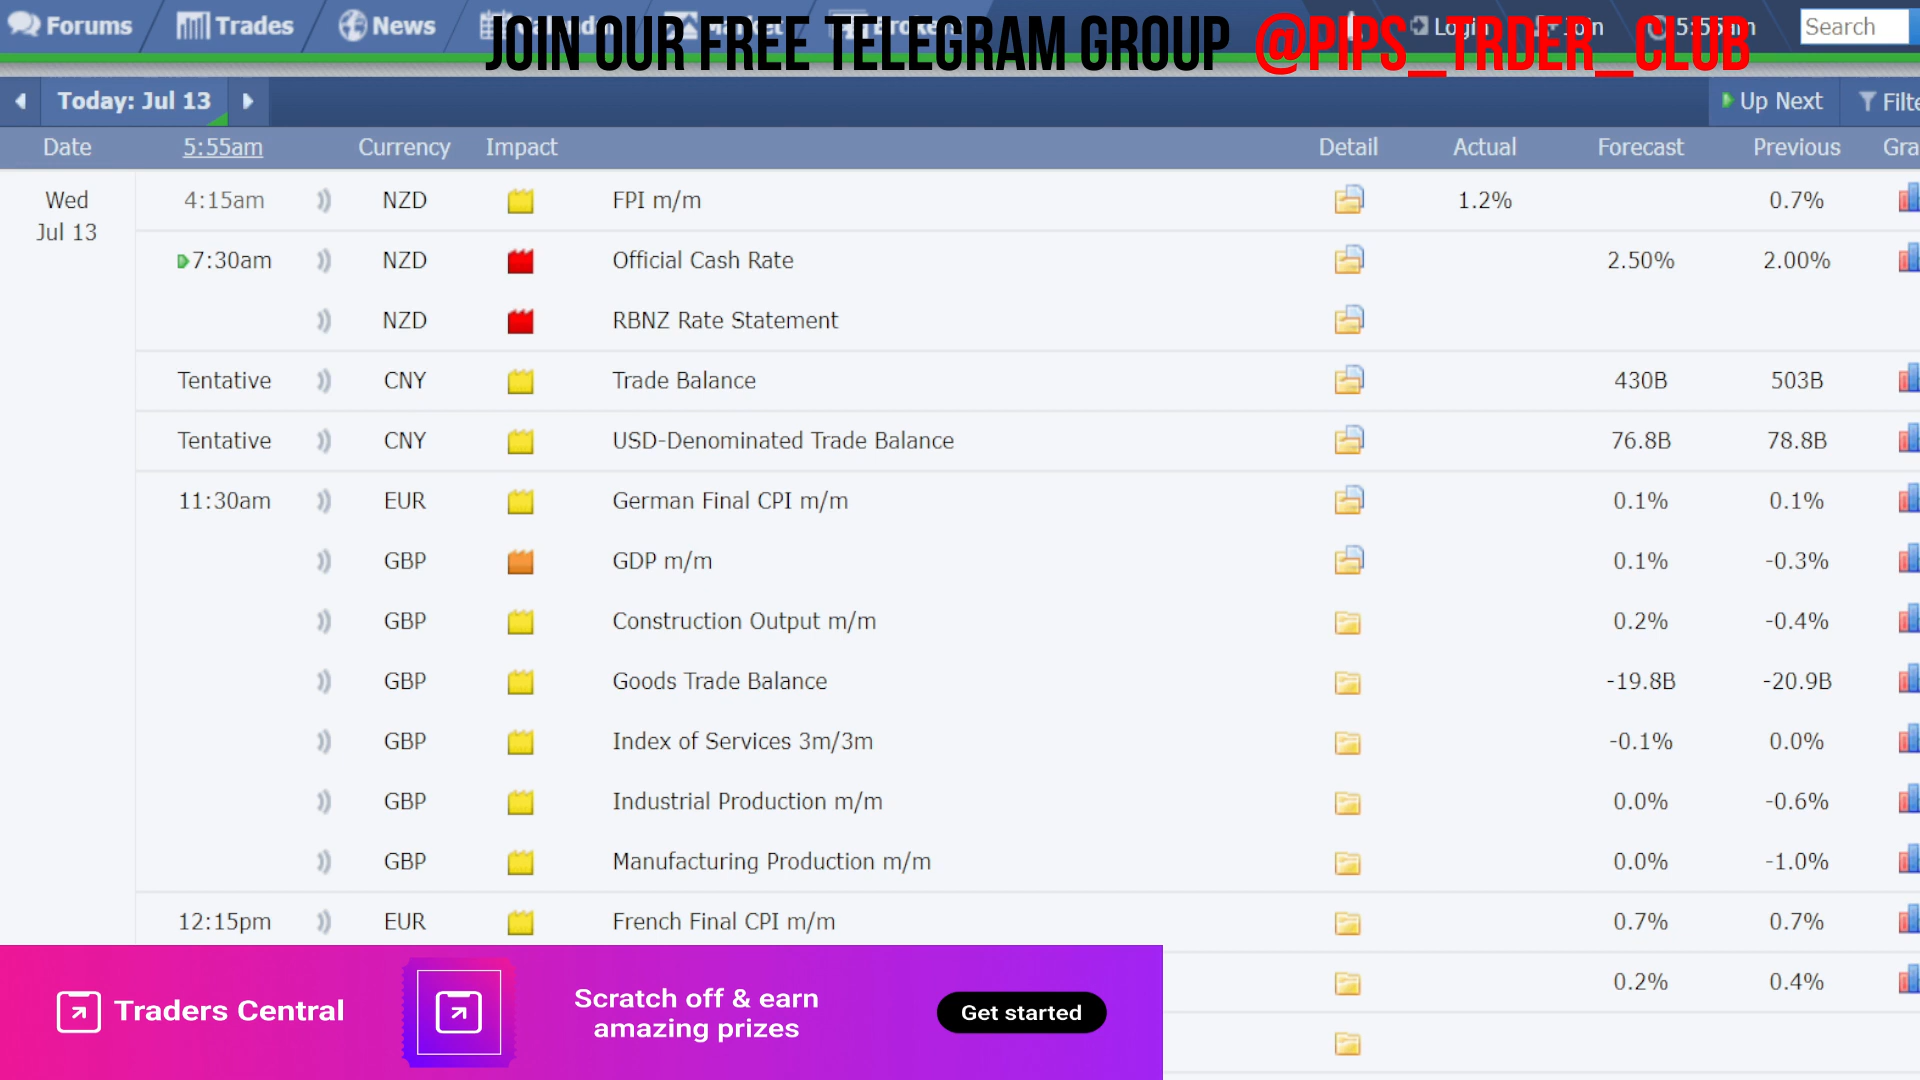 Forums Trades News JOIN OUR FREE TELEGRAM GROUP @PIPS_TRDER_CLUB Login Join 5:55am Search
Today: Jul 13 Up Next Filte
Date 5:55am Currency Impact Detail Actual Forecast Previous Gra
Wed 4:15am NZD FPI m/m 1.2% 0.7%
Jul 13
7:30am NZD Official Cash Rate 2.50% 2.00%
NZD RBNZ Rate Statement
Tentative CNY Trade Balance 430B 503B
Tentative CNY USD-Denominated Trade Balance 76.8B 78.8B
11:30am EUR German Final CPI m/m 0.1% 0.1%
GBP GDP m/m 0.1% -0.3%
GBP Construction Output m/m 0.2% -0.4%
GBP Goods Trade Balance -19.8B -20.9B
GBP Index of Services 3m/3m -0.1% 0.0%
GBP Industrial Production m/m 0.0% -0.6%
GBP Manufacturing Production m/m 0.0% -1.0%
12:15pm EUR French Final CPI m/m 0.7% 0.7%
0.2% 0.4%
Traders Central
Scratch off & earn
amazing prizes
Get started